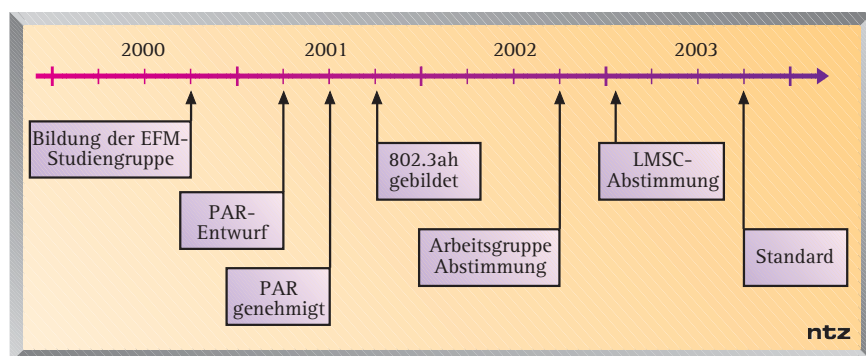 2000 2001 2002 2003
Bildung der EFM-
Studiengruppe
PAR-
Entwurf
PAR
genehmigt
802.3ah
gebildet
Arbeitsgruppe
Abstimmung
LMSC-
Abstimmung
Standard
ntz